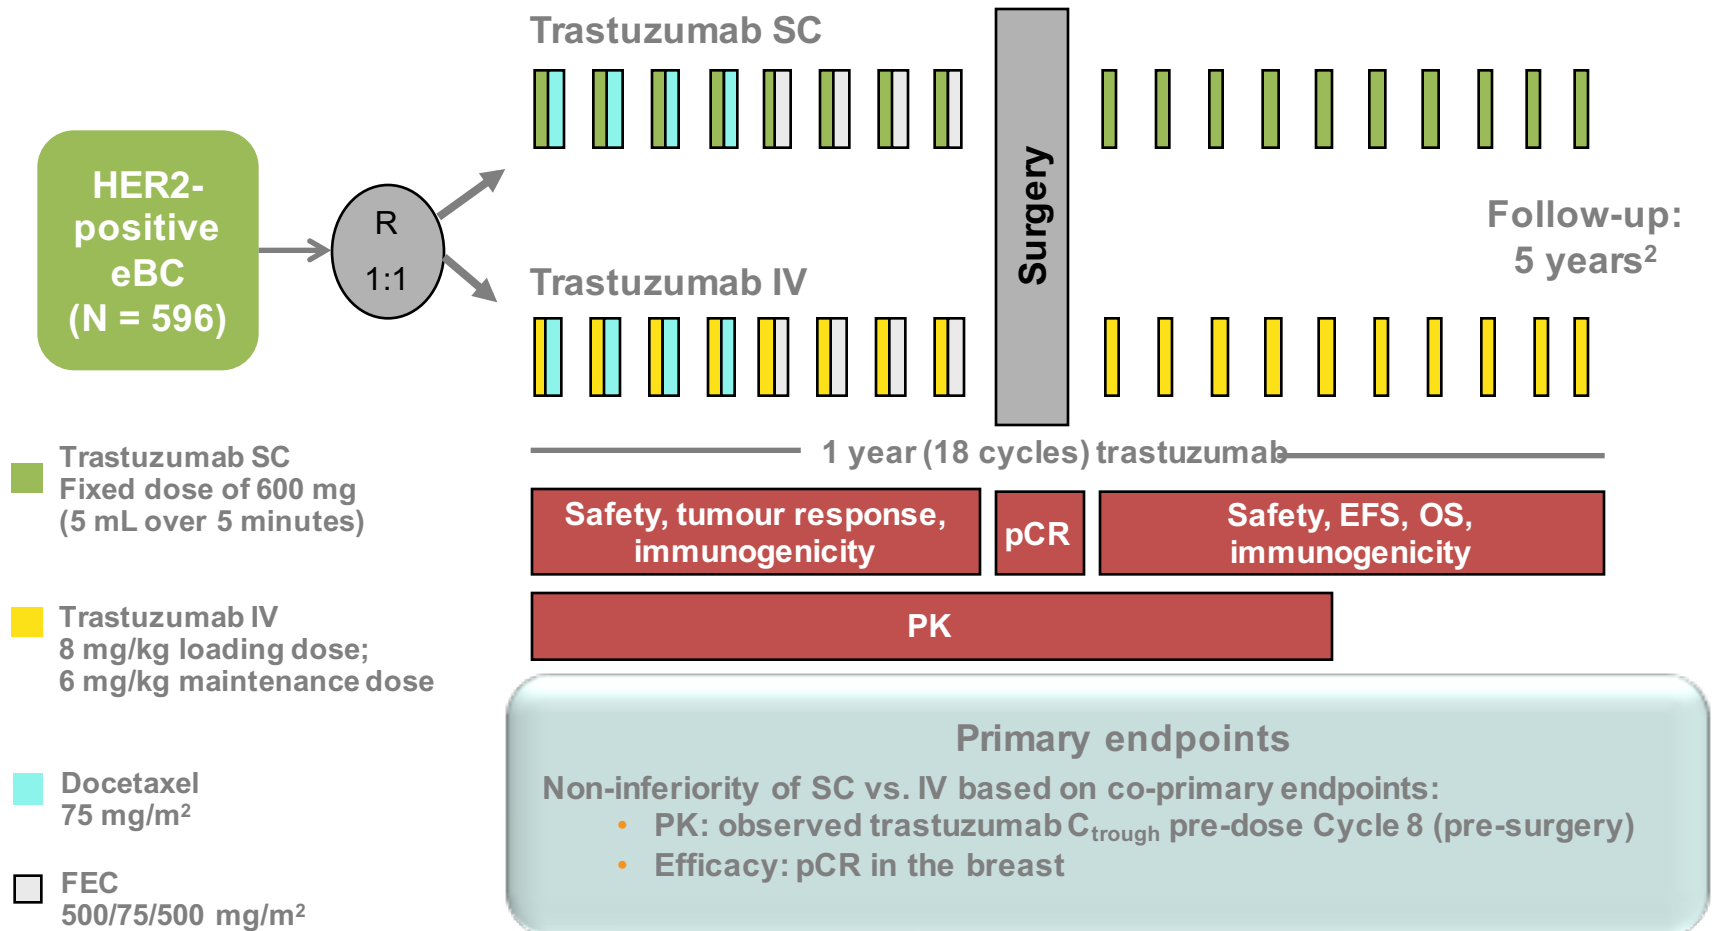 Trastuzumab SC
HER2-
positive
eBC
(N = 596)
R
1:1
Surgery
Follow-up:
5 years²
Trastuzumab IV
1 year (18 cycles) trastuzumab
Trastuzumab SC
Fixed dose of 600 mg
(5 mL over 5 minutes)
Trastuzumab IV
8 mg/kg loading dose;
6 mg/kg maintenance dose
Docetaxel
75 mg/m²
FEC
500/75/500 mg/m²
Safety, tumour response,
immunogenicity
pCR
Safety, EFS, OS,
immunogenicity
PK
Primary endpoints
Non-inferiority of SC vs. IV based on co-primary endpoints:
• PK: observed trastuzumab Ctrough pre-dose Cycle 8 (pre-surgery)
• Efficacy: pCR in the breast